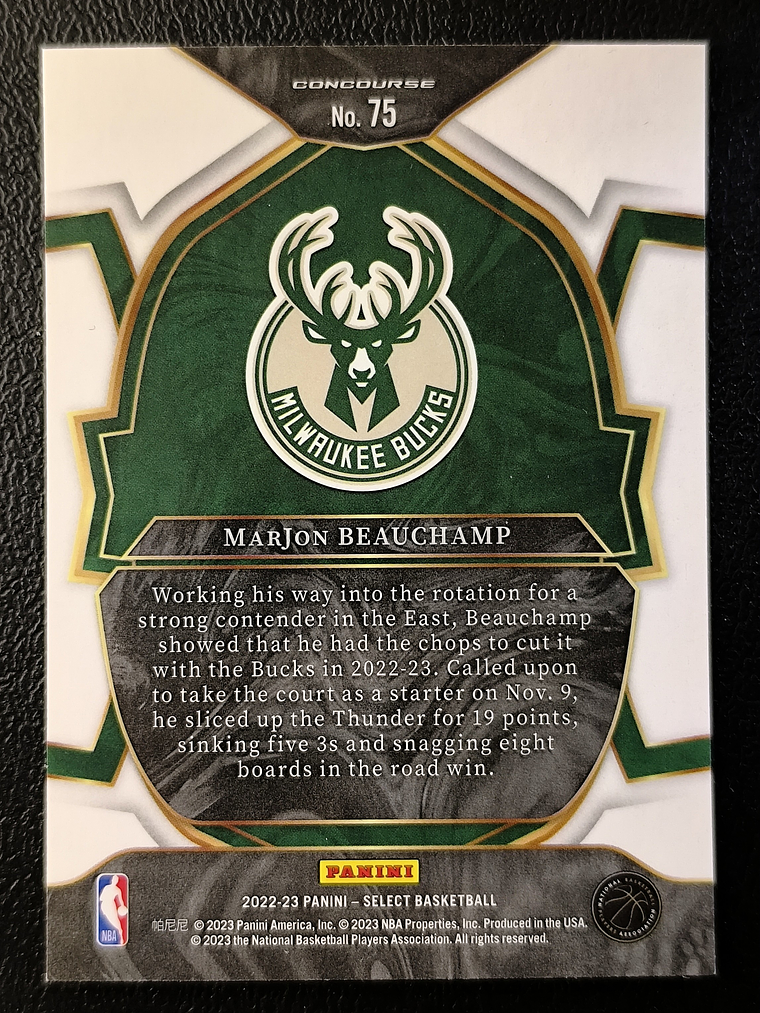 CONCOURSE
No. 75
MILWAUKEE BUCKS
MARJON BEAUCHAMP
Working his way into the rotation for a
strong contender in the East, Beauchamp
showed that he had the chops to cut it
with the Bucks in 2022-23. Called upon
to take the court as a starter on Nov. 9,
he sliced up the Thunder for 19 points,
sinking five 3s and snagging eight
boards in the road win.
PANINI
2022-23 PANINI – SELECT BASKETBALL
帕尼尼 © 2023 Panini America, Inc. © 2023 NBA Properties, Inc. Produced in the USA.
© 2023 the National Basketball Players Association. All rights reserved.
NBA
NATIONAL BASKETBALL PLAYERS ASSOCIATION